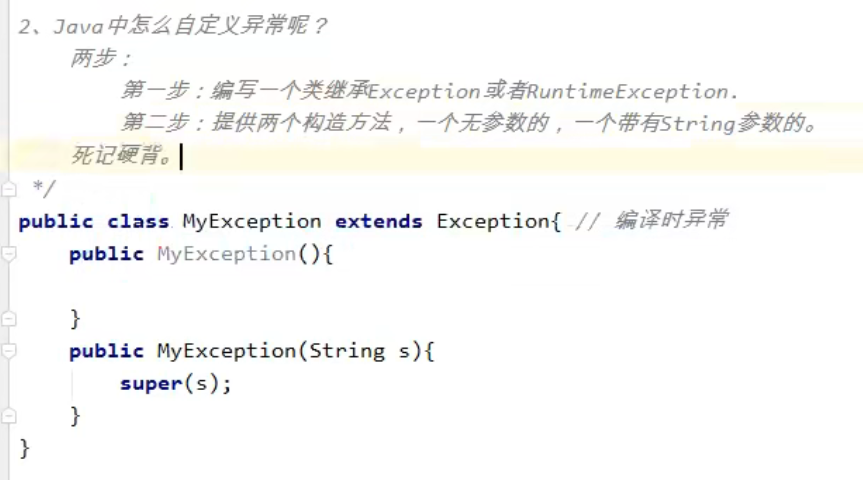 2、Java中怎么自定义异常呢？
两步：
第一步：编写一个类继承Exception或者RuntimeException.
第二步：提供两个构造方法，一个无参数的，一个带有String参数的。
死记硬背。
*/
public class MyException extends Exception{ // 编译时异常
public MyException(){
}
public MyException(String s){
super(s);
}
}